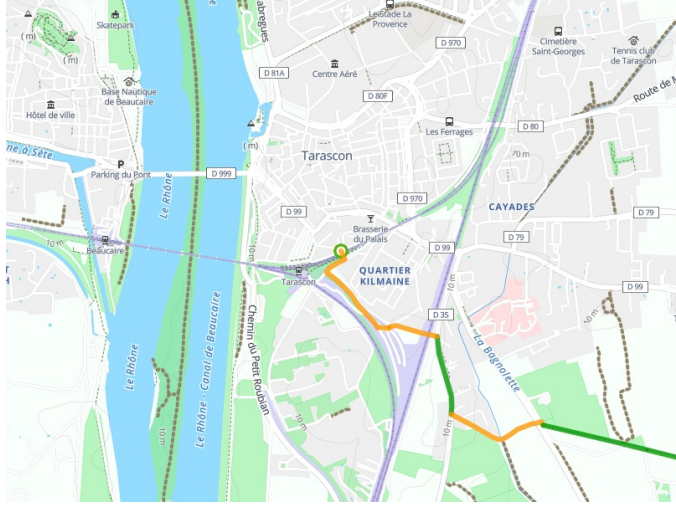 Skatepark
abregues
Le Stade La
Provence
D 970
Cimetière
Saint-Georges
Tennis club
de Tarascon
( m)
D 81A
Centre Aéré
Base Nautique
de Beaucaire
D 80F
Route de M
Hôtel de ville
( m)
Les Ferrages
D 80
ne à Sète
Tarascon
70 m
Parking du Pont
D 999
Le Rhône
D 970
CAYADES
D 99
D 79
Brasserie
du Palais
D 79
10 m
Beaucaire
10 m
D 99
T
H
Tarascon
QUARTIER
KILMAINE
D 99
10 m
D 35
Chemin du Petit Roubian
La Bagnolette
Le Rhône
Le Rhône - Canal de Beaucaire
10 m
10 m
10 m